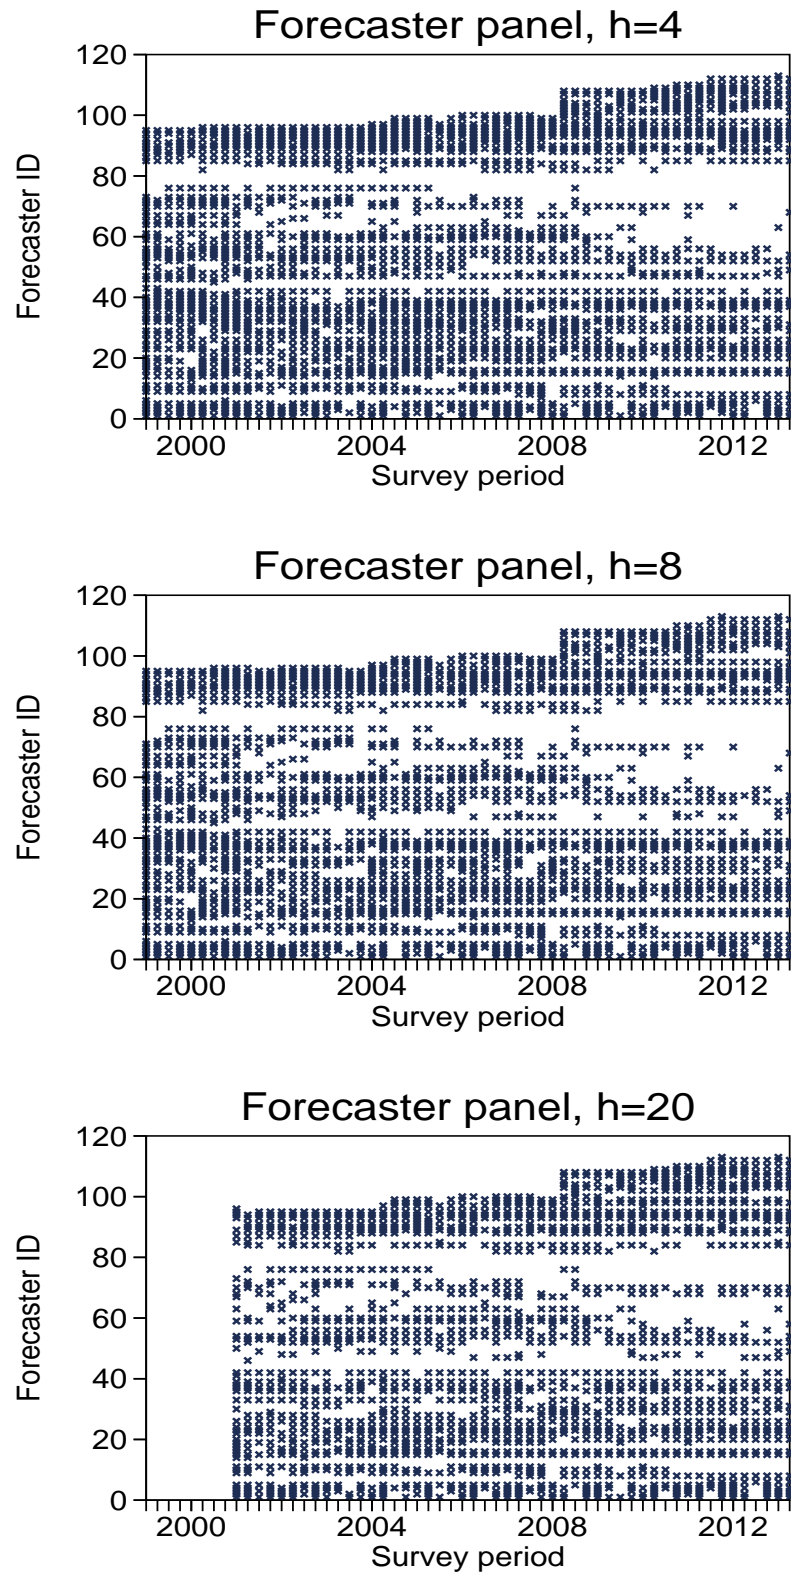 Forecaster panel, h=4
Forecaster ID
120
100
80
60
40
20
0
2000 2004 2008 2012
Survey period
Forecaster panel, h=8
Forecaster ID
120
100
80
60
40
20
0
2000 2004 2008 2012
Survey period
Forecaster panel, h=20
Forecaster ID
120
100
80
60
40
20
0
2000 2004 2008 2012
Survey period